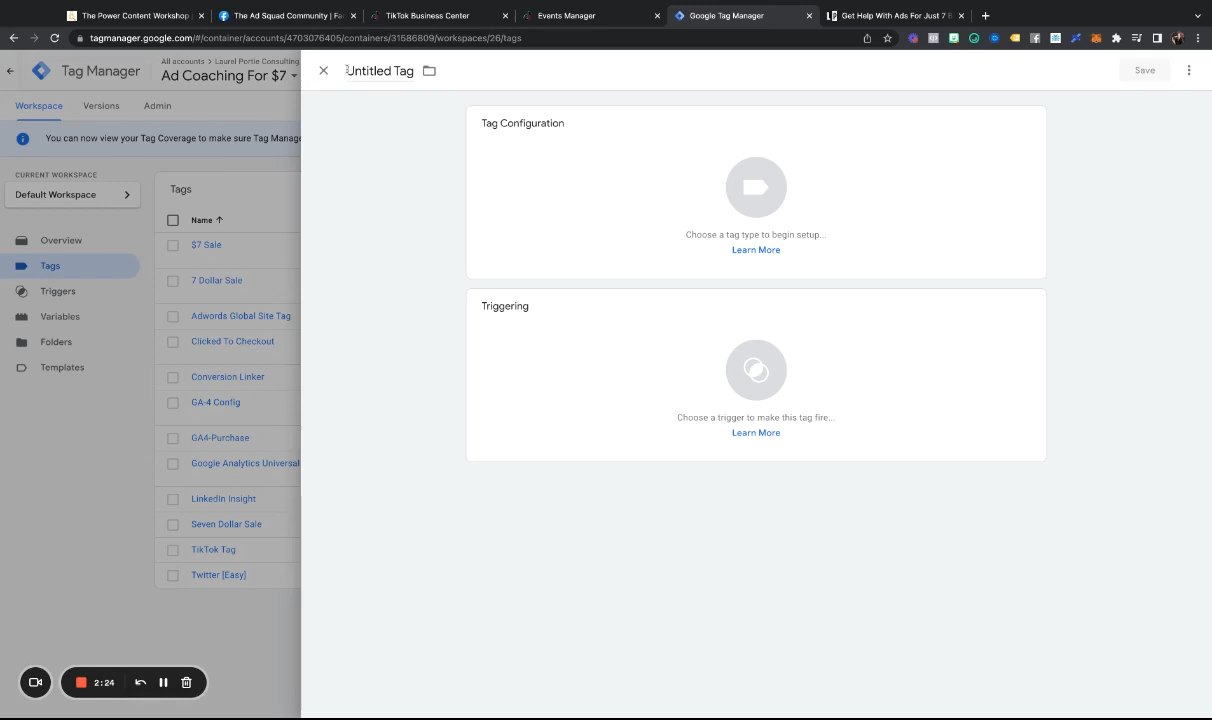 The Power Content Workshop
The Ad Squad Community | Fa
TikTok Business Center
Events Manager
Google Tag Manager
Get Help With Ads For Just 7 B
tagmanager.google.com/#/container/accounts/4703076405/containers/31586809/workspaces/26/tags
Tag Manager
All accounts > Laurel Portie Consulting
Ad Coaching For $7
Untitled Tag
Save
Workspace
Versions
Admin
You can now view your Tag Coverage to make sure Tag Manage
CURRENT WORKSPACE
Default Workspace
Overview
Tags
Triggers
Variables
Folders
Templates
Tags
Name
$7 Sale
7 Dollar Sale
Adwords Global Site Tag
Clicked To Checkout
Conversion Linker
GA-4 Config
GA4-Purchase
Google Analytics Universal
LinkedIn Insight
Seven Dollar Sale
TikTok Tag
Twitter [Easy]
Tag Configuration
Choose a tag type to begin setup...
Learn More
Triggering
Choose a trigger to make this tag fire...
Learn More
2:24